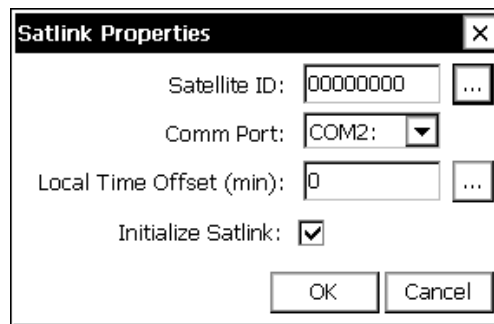 Satlink Properties
Satellite ID: 00000000 ...
Comm Port: COM2:
Local Time Offset (min): 0 ...
Initialize Satlink:
OK Cancel